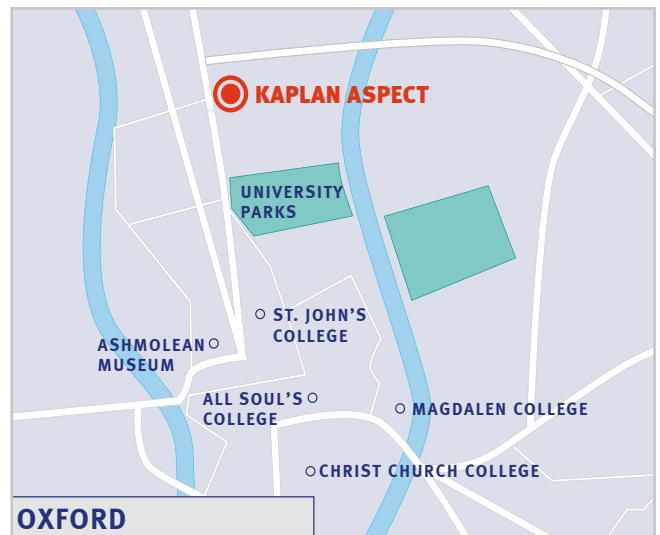 KAPLAN ASPECT
UNIVERSITY
PARKS
ST. JOHN'S
COLLEGE
ASHMOLEAN
MUSEUM
ALL SOUL'S
COLLEGE
MAGDALEN COLLEGE
CHRIST CHURCH COLLEGE
OXFORD